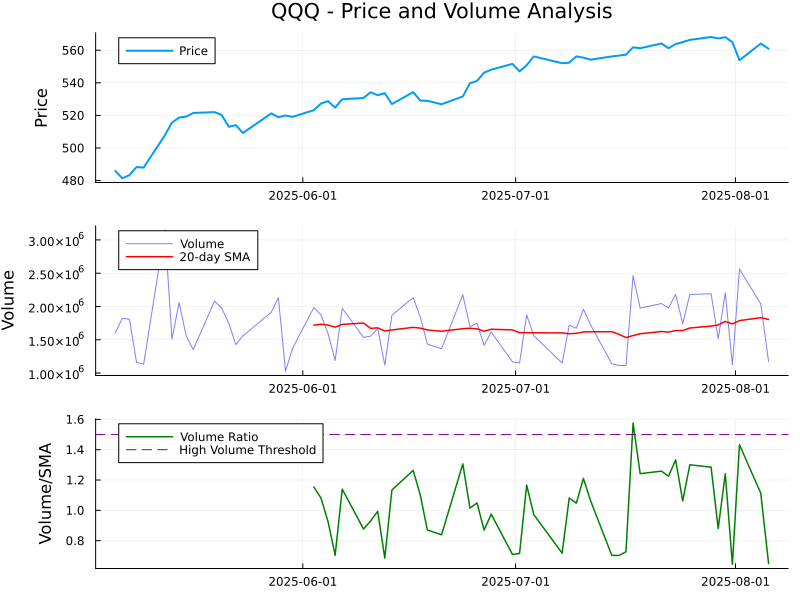 QQQ - Price and Volume Analysis
Price
Price
560
540
520
500
480
2025-06-01 2025-07-01 2025-08-01
Volume
Volume
20-day SMA
3.00×10⁶
2.50×10⁶
2.00×10⁶
1.50×10⁶
1.00×10⁶
2025-06-01 2025-07-01 2025-08-01
Volume/SMA
Volume Ratio
High Volume Threshold
1.6
1.4
1.2
1.0
0.8
2025-06-01 2025-07-01 2025-08-01